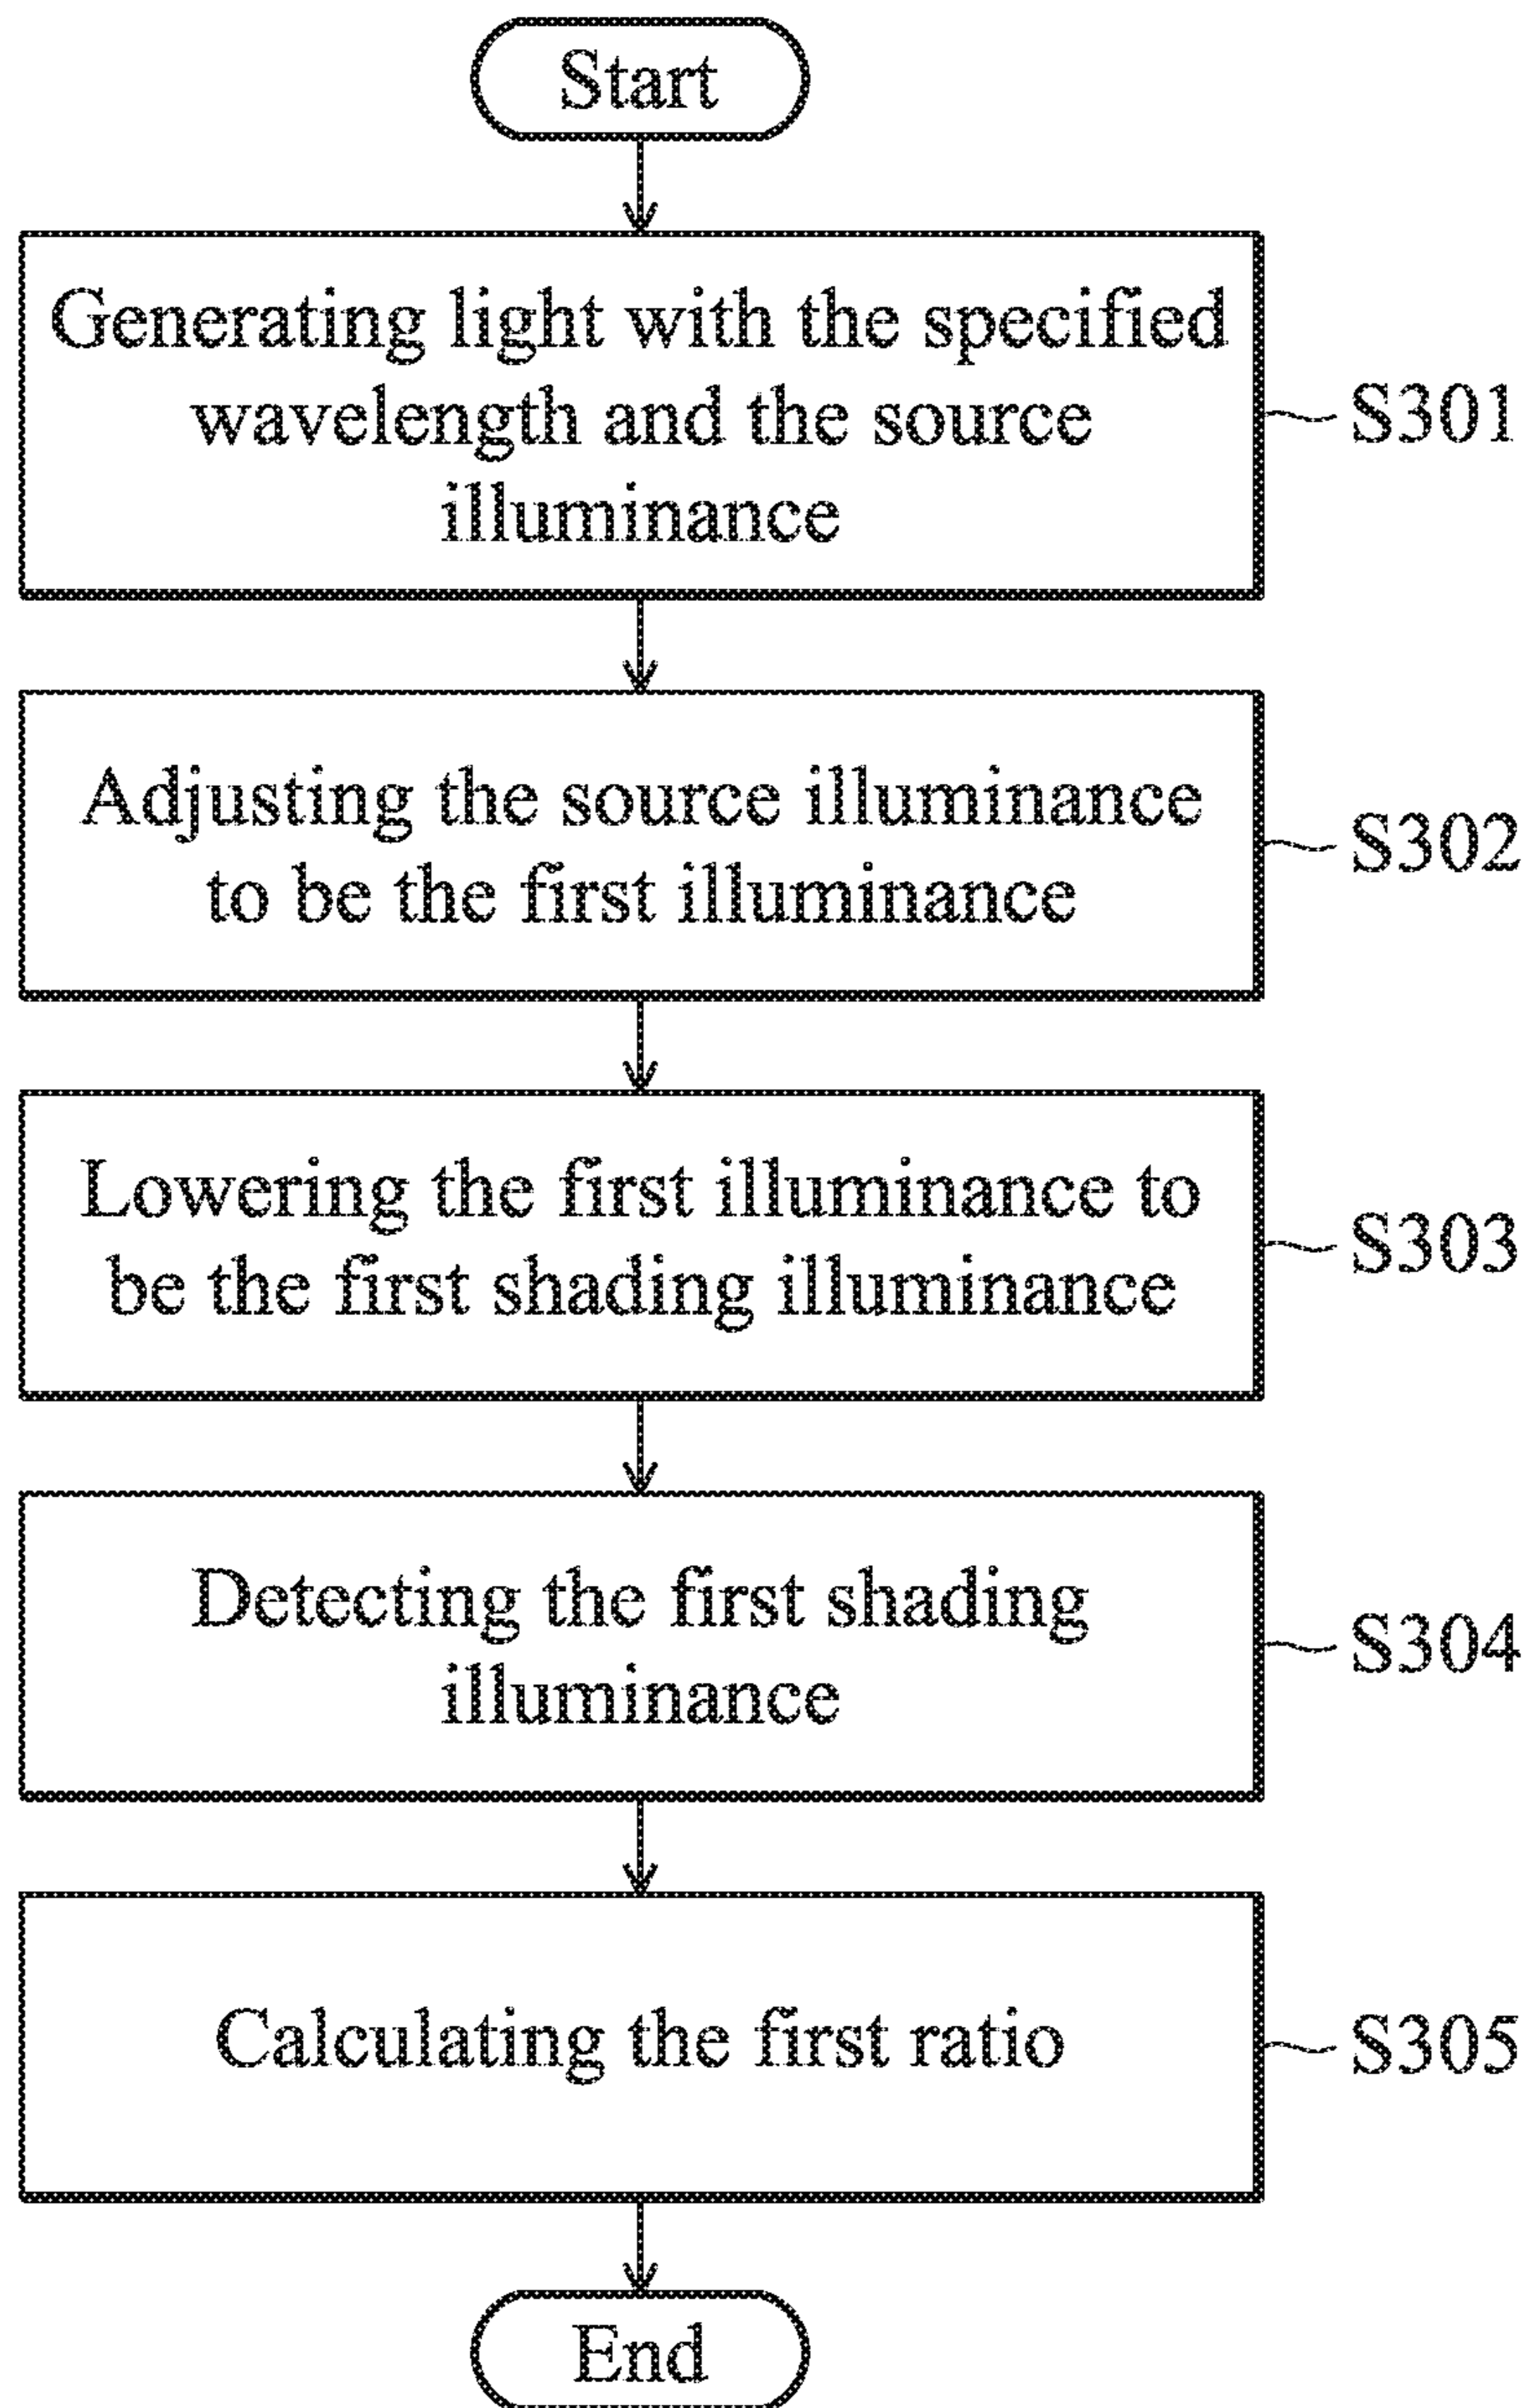 Start
Generating light with the specified
wavelength and the source
illuminance
S301
Adjusting the source illuminance
to be the first illuminance
S302
Lowering the first illuminance to
be the first shading illuminance
S303
Detecting the first shading
illuminance
S304
Calculating the first ratio
S305
End